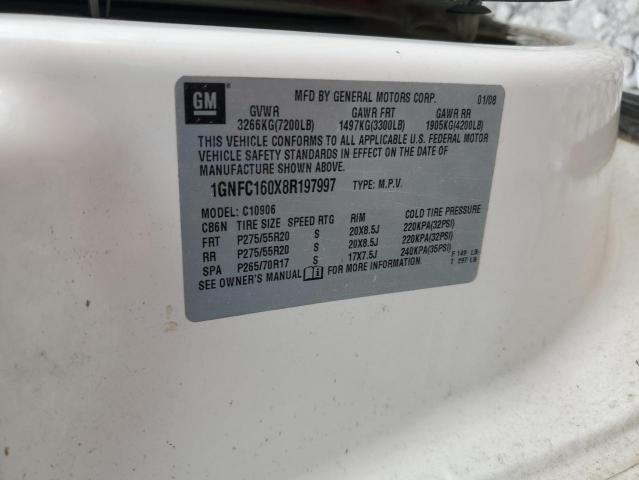 GM
MFD BY GENERAL MOTORS CORP. 01/08
GVWR GAWR FRT GAWR RR
3266KG(7200LB) 1497KG(3300LB) 1905KG(4200LB)
THIS VEHICLE CONFORMS TO ALL APPLICABLE U.S. FEDERAL MOTOR
VEHICLE SAFETY STANDARDS IN EFFECT ON THE DATE OF
MANUFACTURE SHOWN ABOVE.
1GNFC160X8R197997 TYPE: M.P.V.
MODEL: C10906
CB6N TIRE SIZE SPEED RTG RIM COLD TIRE PRESSURE
FRT P275/55R20 S 20X8.5J 220KPA(32PSI)
RR P275/55R20 S 20X8.5J 220KPA(32PSI)
SPA P265/70R17 S 17X7.5J 240KPA(35PSI) F 149 LB
SEE OWNER'S MANUAL FOR MORE INFORMATION. T 297 LB